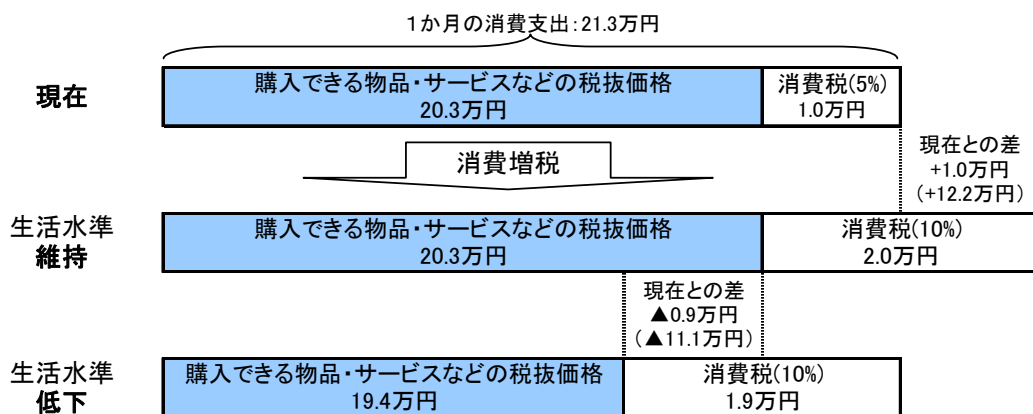 1か月の消費支出:21.3万円
現在
購入できる物品・サービスなどの税抜価格
20.3万円
消費税(5%)
1.0万円
現在との差
+1.0万円
(+12.2万円)
消費増税
生活水準
維持
購入できる物品・サービスなどの税抜価格
20.3万円
消費税(10%)
2.0万円
現在との差
▲0.9万円
(▲11.1万円)
生活水準
低下
購入できる物品・サービスなどの税抜価格
19.4万円
消費税(10%)
1.9万円